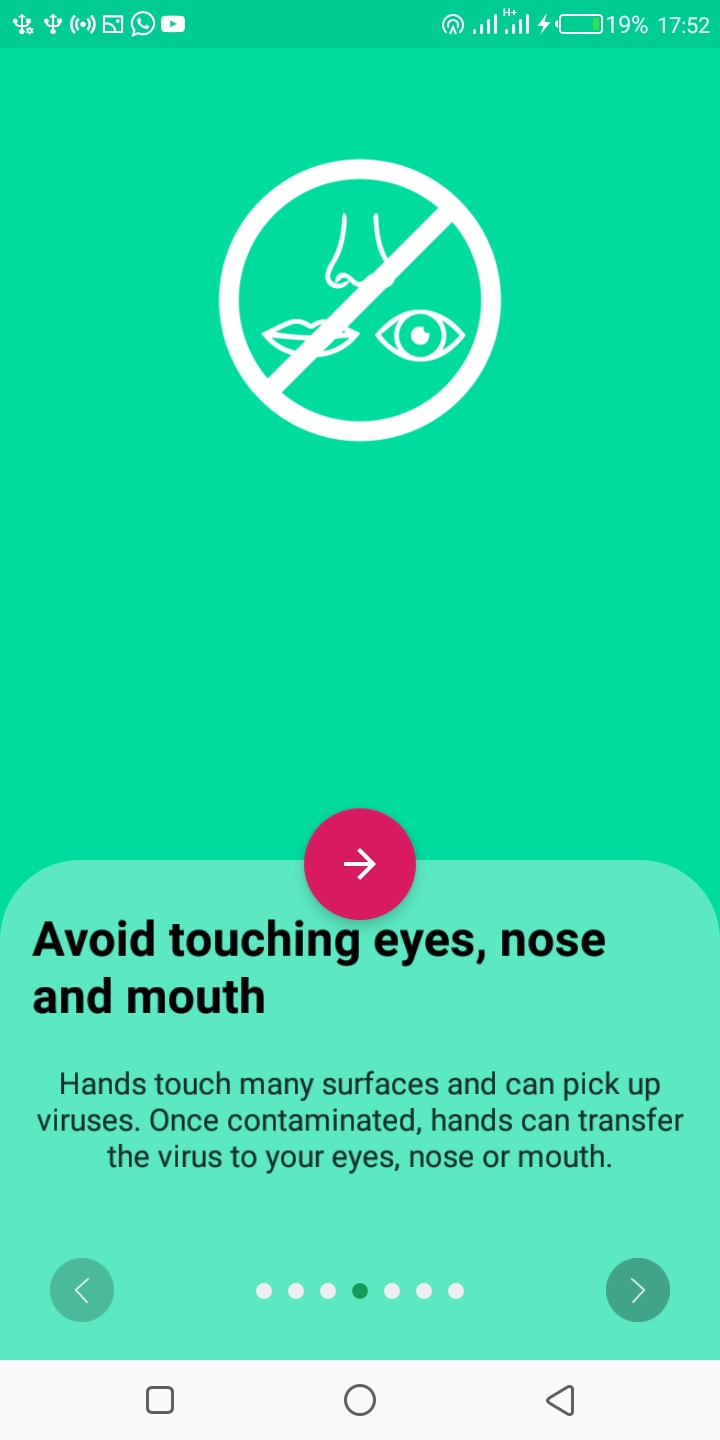 H+
19% 17:52
Avoid touching eyes, nose
and mouth
Hands touch many surfaces and can pick up
viruses. Once contaminated, hands can transfer
the virus to your eyes, nose or mouth.